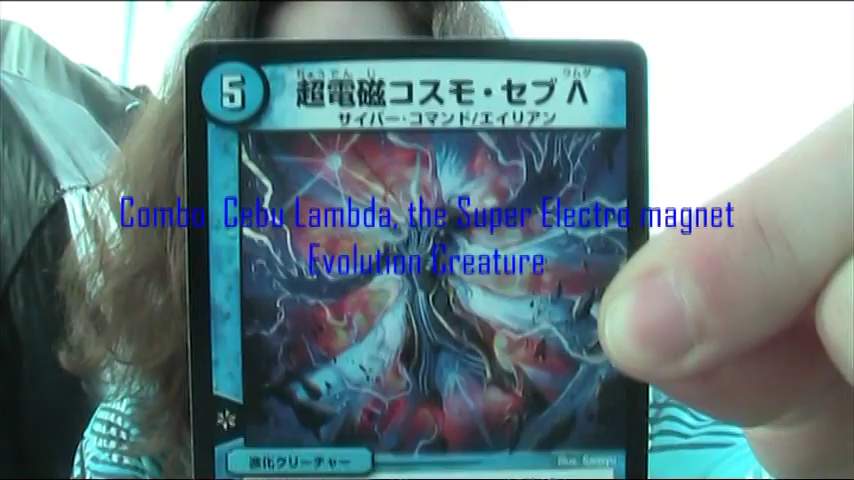 5
ちょうでん じ
ラムダ
超電磁コスモ・セブΛ
サイバー・コマンド/エイリアン
Combo Cebu Lambda, the Super Electro magnet
Evolution Creature
進化クリーチャー
Illus.